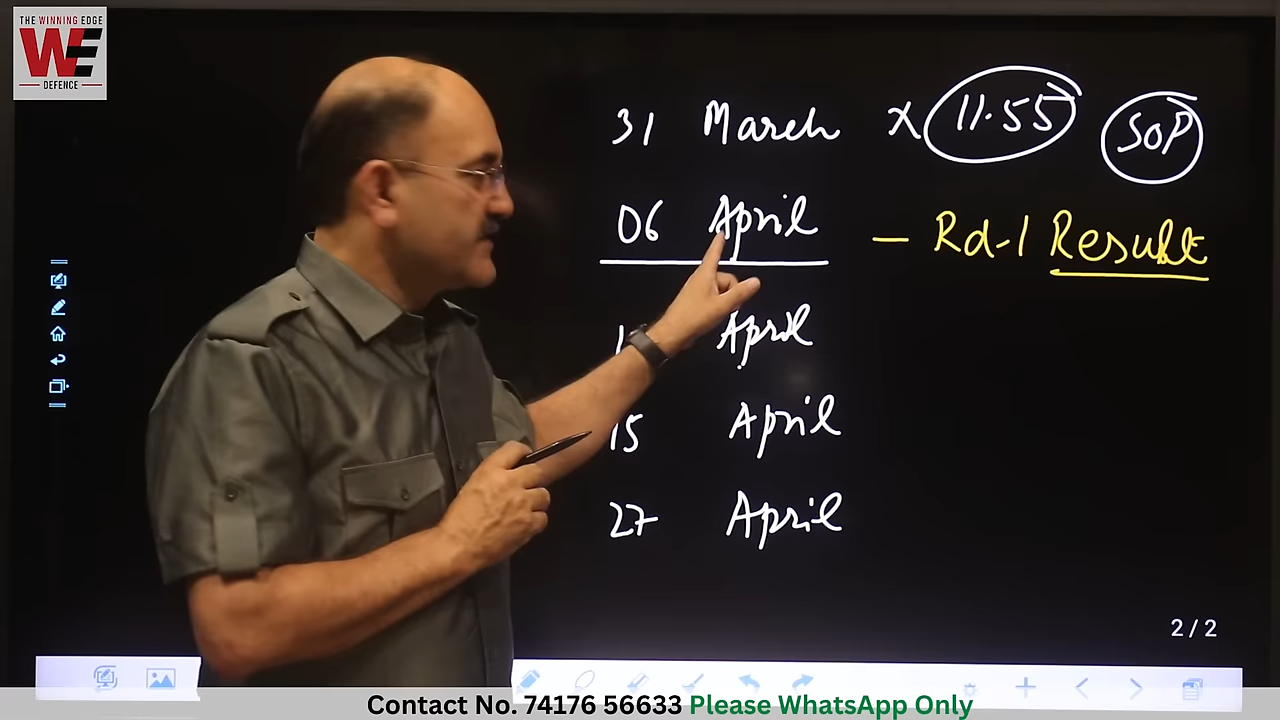 THE WINNING EDGE
WE
DEFENCE
31 March x 11.55 SOP
06 April - Rd-1 Result
April
15 April
27 April
2/2
Contact No. 74176 56633 Please WhatsApp Only